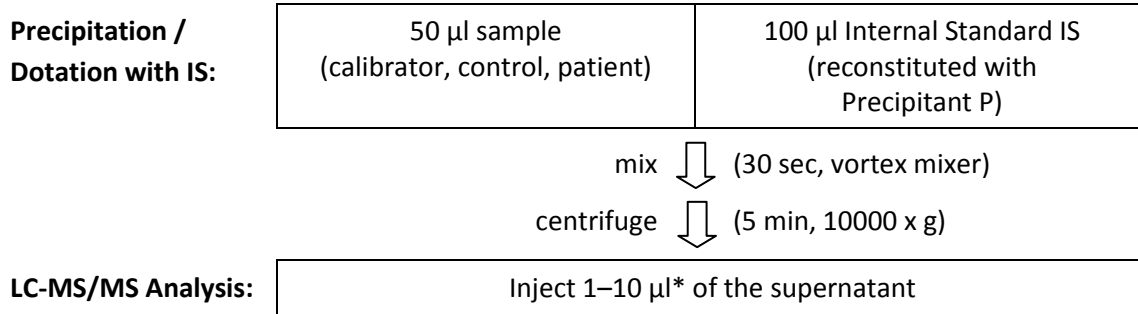 Precipitation /
Dotation with IS:
50 µl sample
(calibrator, control, patient)
100 µl Internal Standard IS
(reconstituted with
Precipitant P)
mix (30 sec, vortex mixer)
centrifuge (5 min, 10000 x g)
LC-MS/MS Analysis: Inject 1–10 µl* of the supernatant